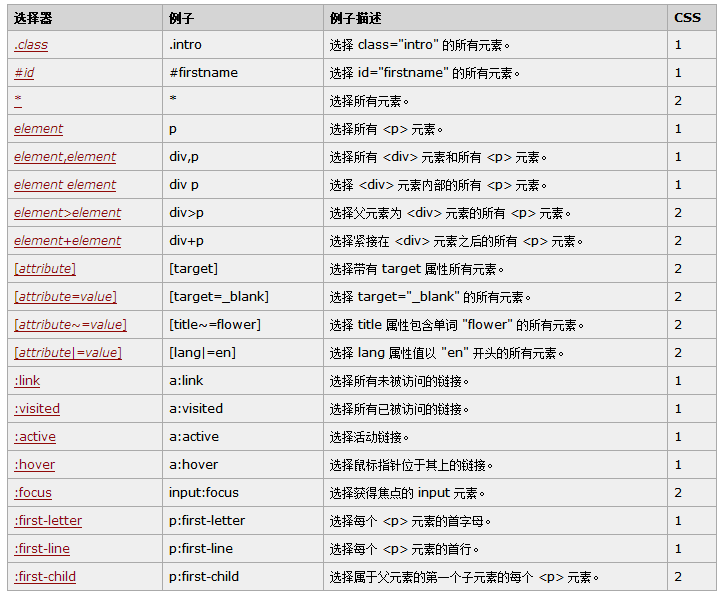 选择器 例子 例子描述 CSS
.class .intro 选择 class="intro" 的所有元素。 1
#id #firstname 选择 id="firstname" 的所有元素。 1
* * 选择所有元素。 2
element p 选择所有 <p> 元素。 1
element,element div,p 选择所有 <div> 元素和所有 <p> 元素。 1
element element div p 选择 <div> 元素内部的所有 <p> 元素。 1
element>element div>p 选择父元素为 <div> 元素的所有 <p> 元素。 2
element+element div+p 选择紧接在 <div> 元素之后的所有 <p> 元素。 2
[attribute] [target] 选择带有 target 属性所有元素。 2
[attribute=value] [target=_blank] 选择 target="_blank" 的所有元素。 2
[attribute~=value] [title~=flower] 选择 title 属性包含单词 "flower" 的所有元素。 2
[attribute|=value] [lang|=en] 选择 lang 属性值以 "en" 开头的所有元素。 2
:link a:link 选择所有未被访问的链接。 1
:visited a:visited 选择所有已被访问的链接。 1
:active a:active 选择活动链接。 1
:hover a:hover 选择鼠标指针位于其上的链接。 1
:focus input:focus 选择获得焦点的 input 元素。 2
:first-letter p:first-letter 选择每个 <p> 元素的首字母。 1
:first-line p:first-line 选择每个 <p> 元素的首行。 1
:first-child p:first-child 选择属于父元素的第一个子元素的每个 <p> 元素。 2